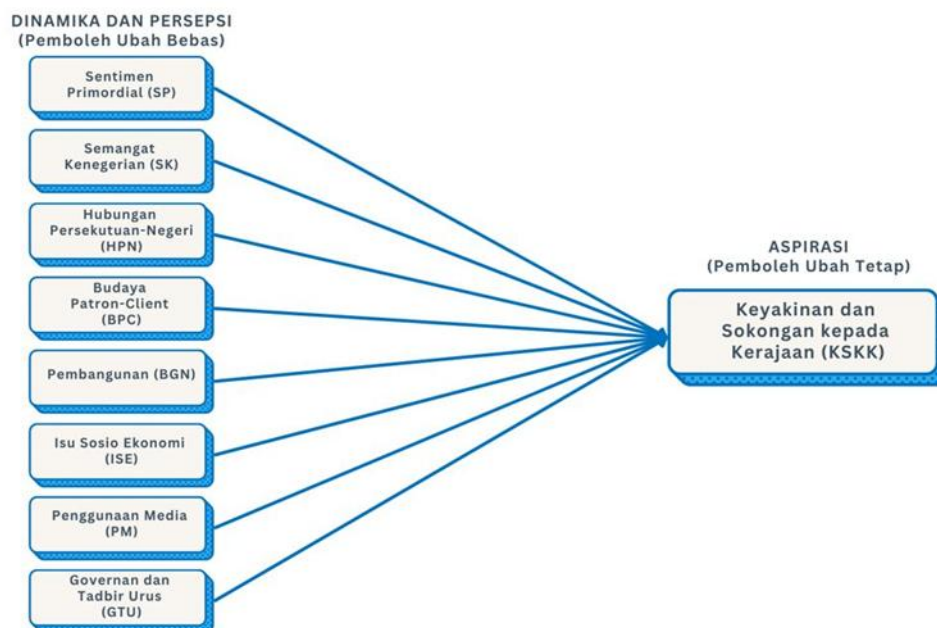 DINAMIKA DAN PERSEPSI
(Pemboleh Ubah Bebas)
Sentimen
Primordial (SP)
Semangat
Kenegerian (SK)
Hubungan
Persekutuan-Negeri
(HPN)
Budaya
Patron-Client
(BPC)
Pembangunan (BGN)
Isu Sosio Ekonomi
(ISE)
Penggunaan Media
(PM)
Governan dan
Tadbir Urus
(GTU)
ASPIRASI
(Pemboleh Ubah Tetap)
Keyakinan dan
Sokongan kepada
Kerajaan (KSKK)